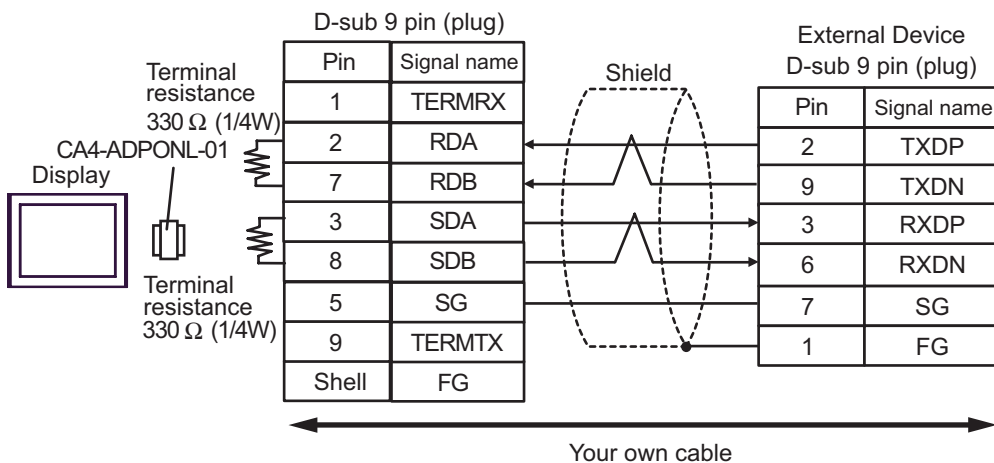 D-sub 9 pin (plug)
Pin Signal name
1 TERMRX
2 RDA
7 RDB
3 SDA
8 SDB
5 SG
9 TERMTX
Shell FG
Terminal
resistance
330 Ω (1/4W)
CA4-ADPONL-01
Display
Terminal
resistance
330 Ω (1/4W)
Shield
External Device
D-sub 9 pin (plug)
Pin Signal name
2 TXDP
9 TXDN
3 RXDP
6 RXDN
7 SG
1 FG
Your own cable